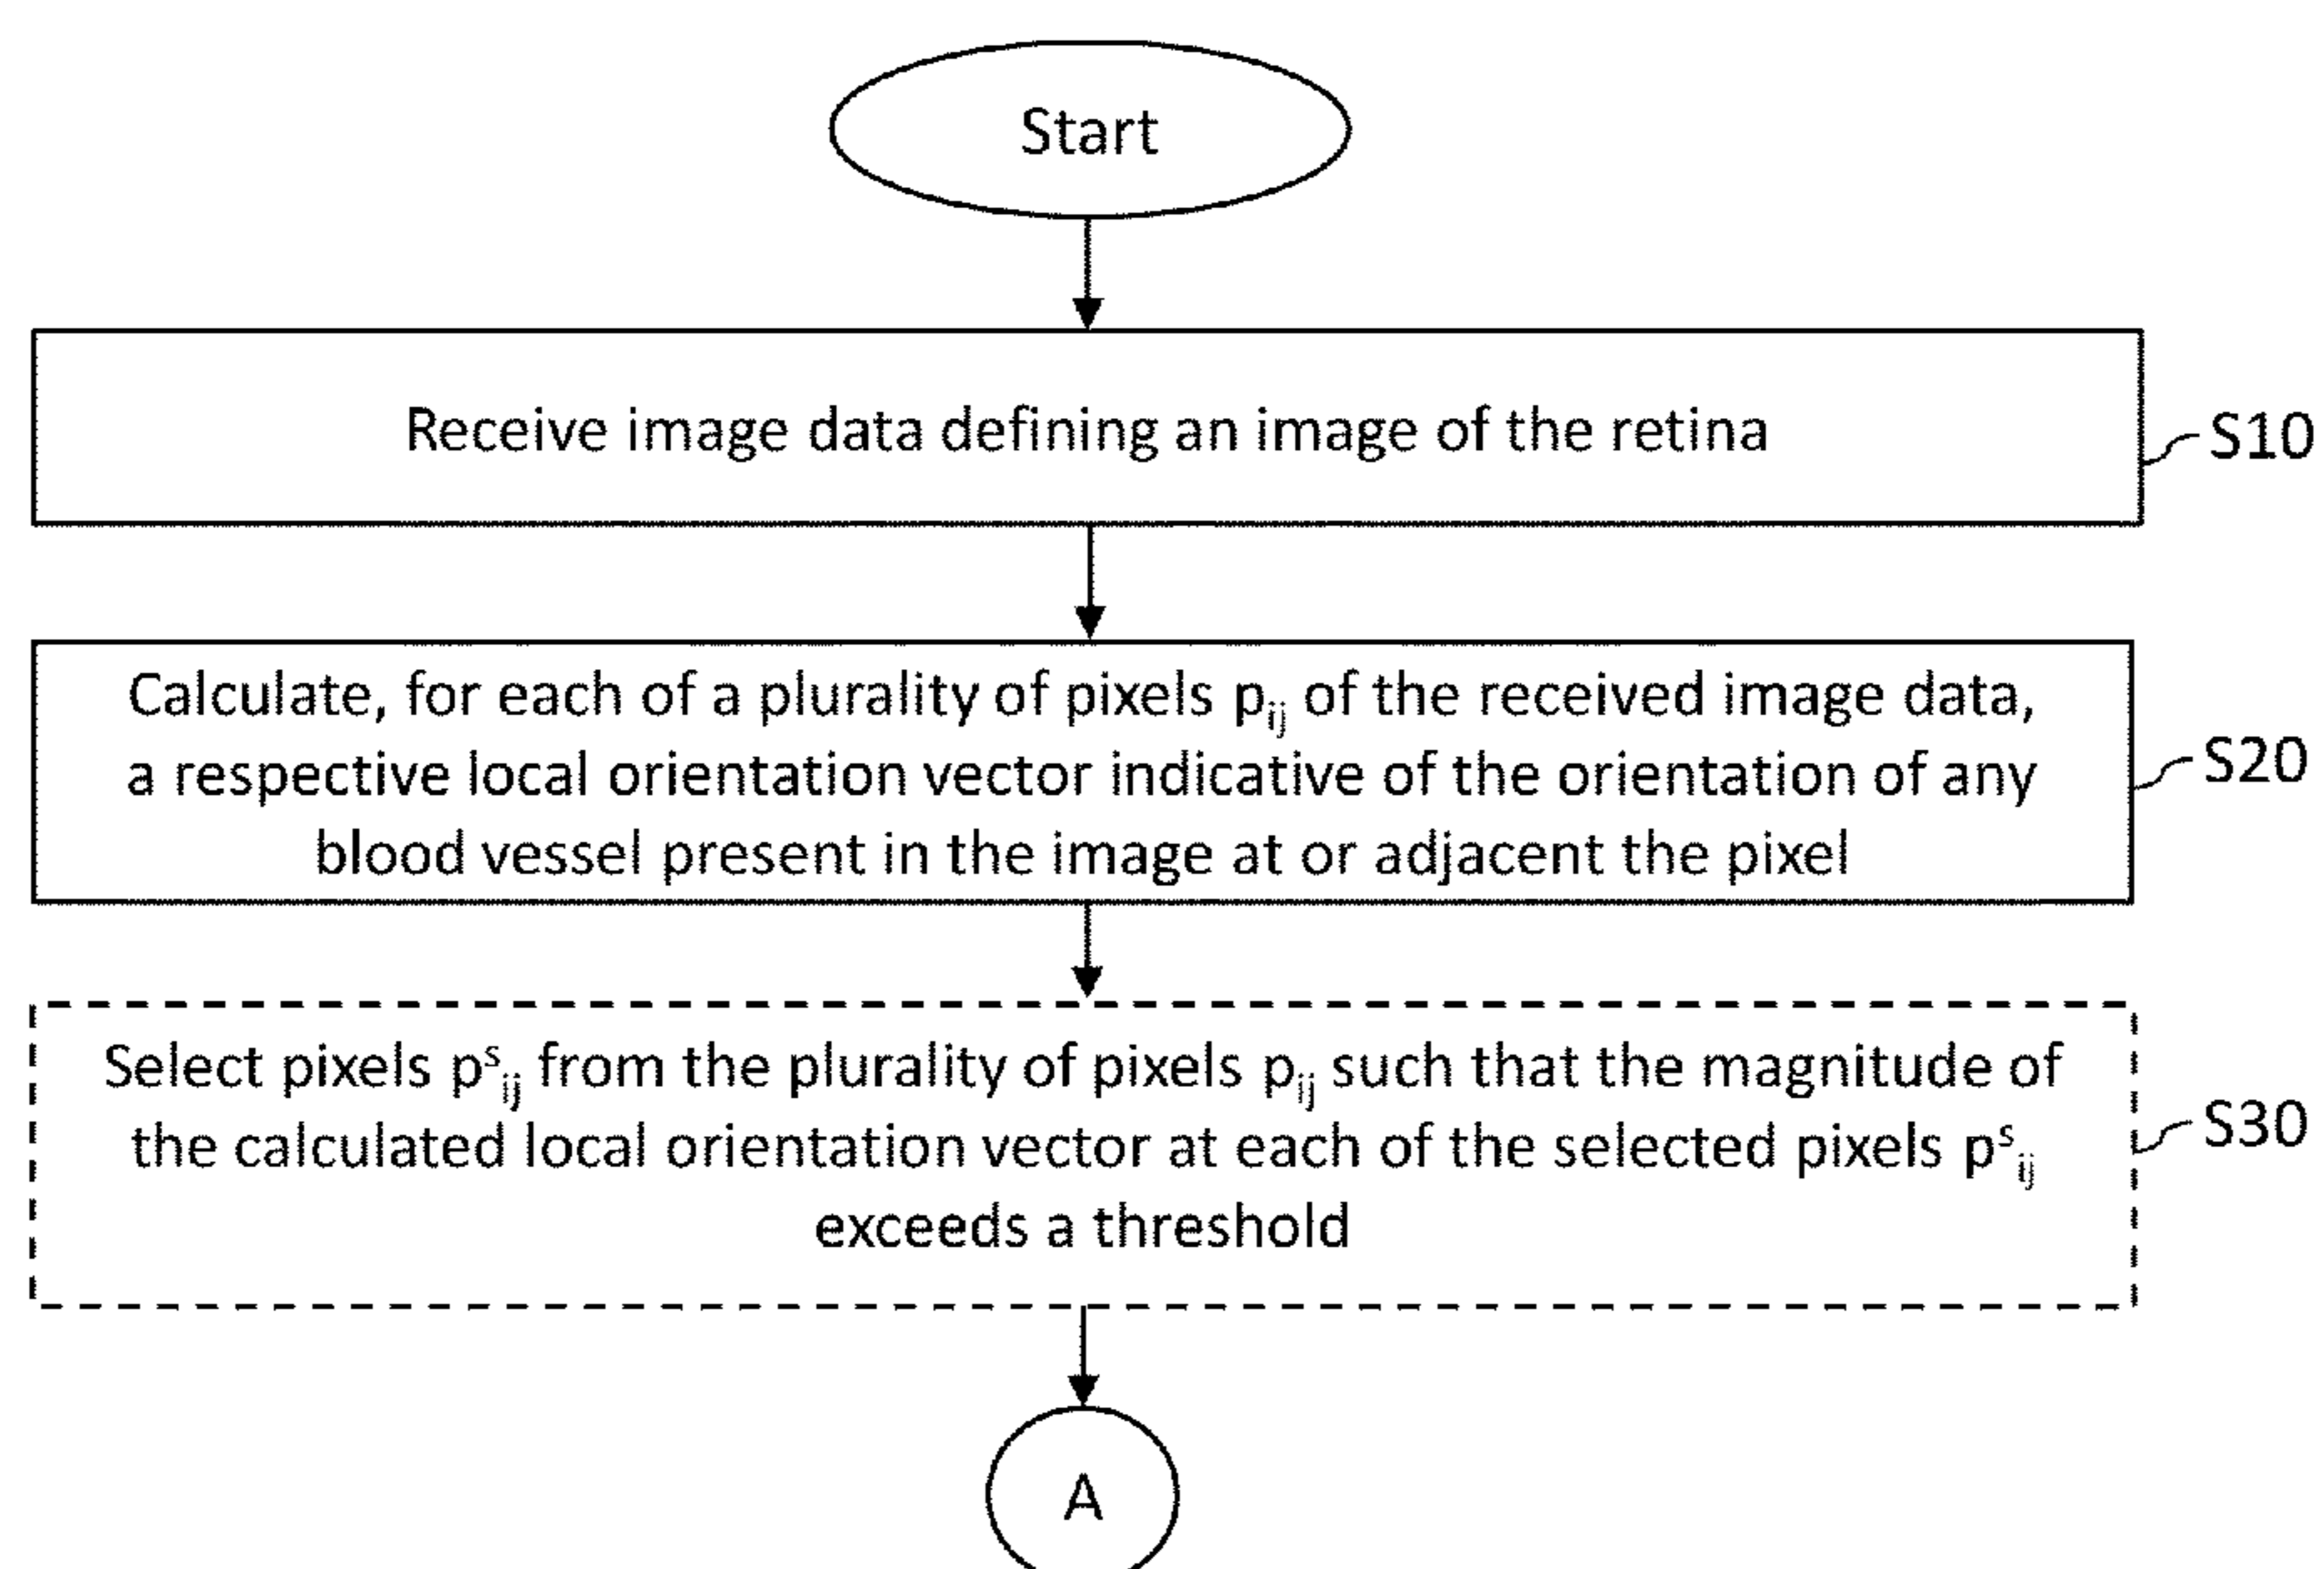 Start
Receive image data defining an image of the retina
S10
Calculate, for each of a plurality of pixels pᵢⱼ of the received image data,
a respective local orientation vector indicative of the orientation of any
blood vessel present in the image at or adjacent the pixel
S20
Select pixels pˢᵢⱼ from the plurality of pixels pᵢⱼ such that the magnitude of
the calculated local orientation vector at each of the selected pixels pˢᵢⱼ
exceeds a threshold
S30
A